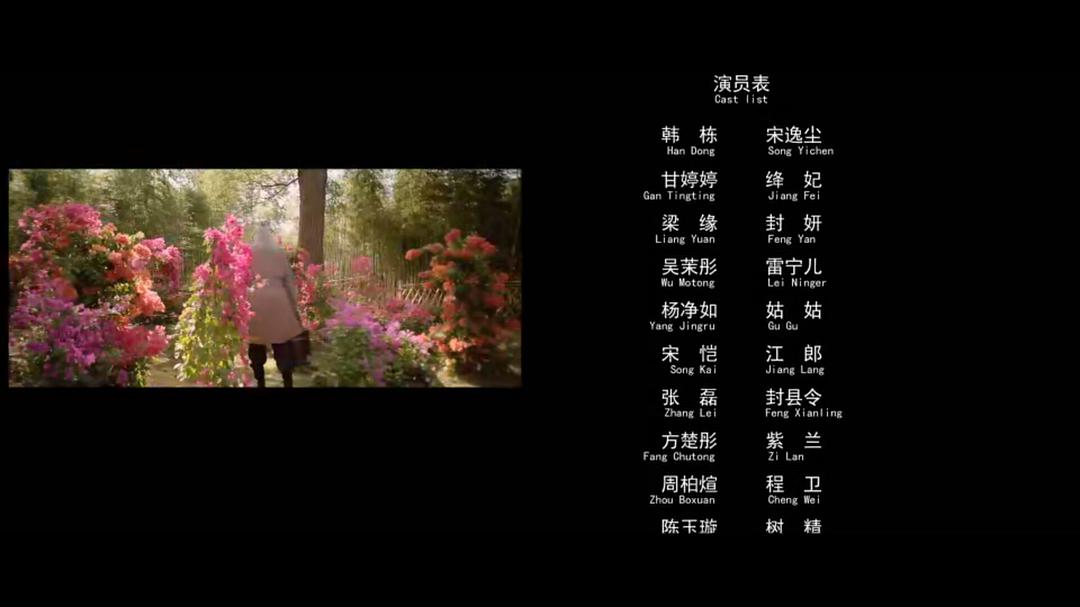 演员表
Cast list
韩 栋 宋逸尘
Han Dong Song Yichen
甘婷婷 绛 妃
Gan Tingting Jiang Fei
梁 缘 封 妍
Liang Yuan Feng Yan
吴茉彤 雷宁儿
Wu Motong Lei Ninger
杨净如 姑 姑
Yang Jingru Gu Gu
宋 恺 江 郎
Song Kai Jiang Lang
张 磊 封县令
Zhang Lei Feng Xianling
方楚彤 紫 兰
Fang Chutong Zi Lan
周柏煊 程 卫
Zhou Boxuan Cheng Wei
陈玉璇 树 精